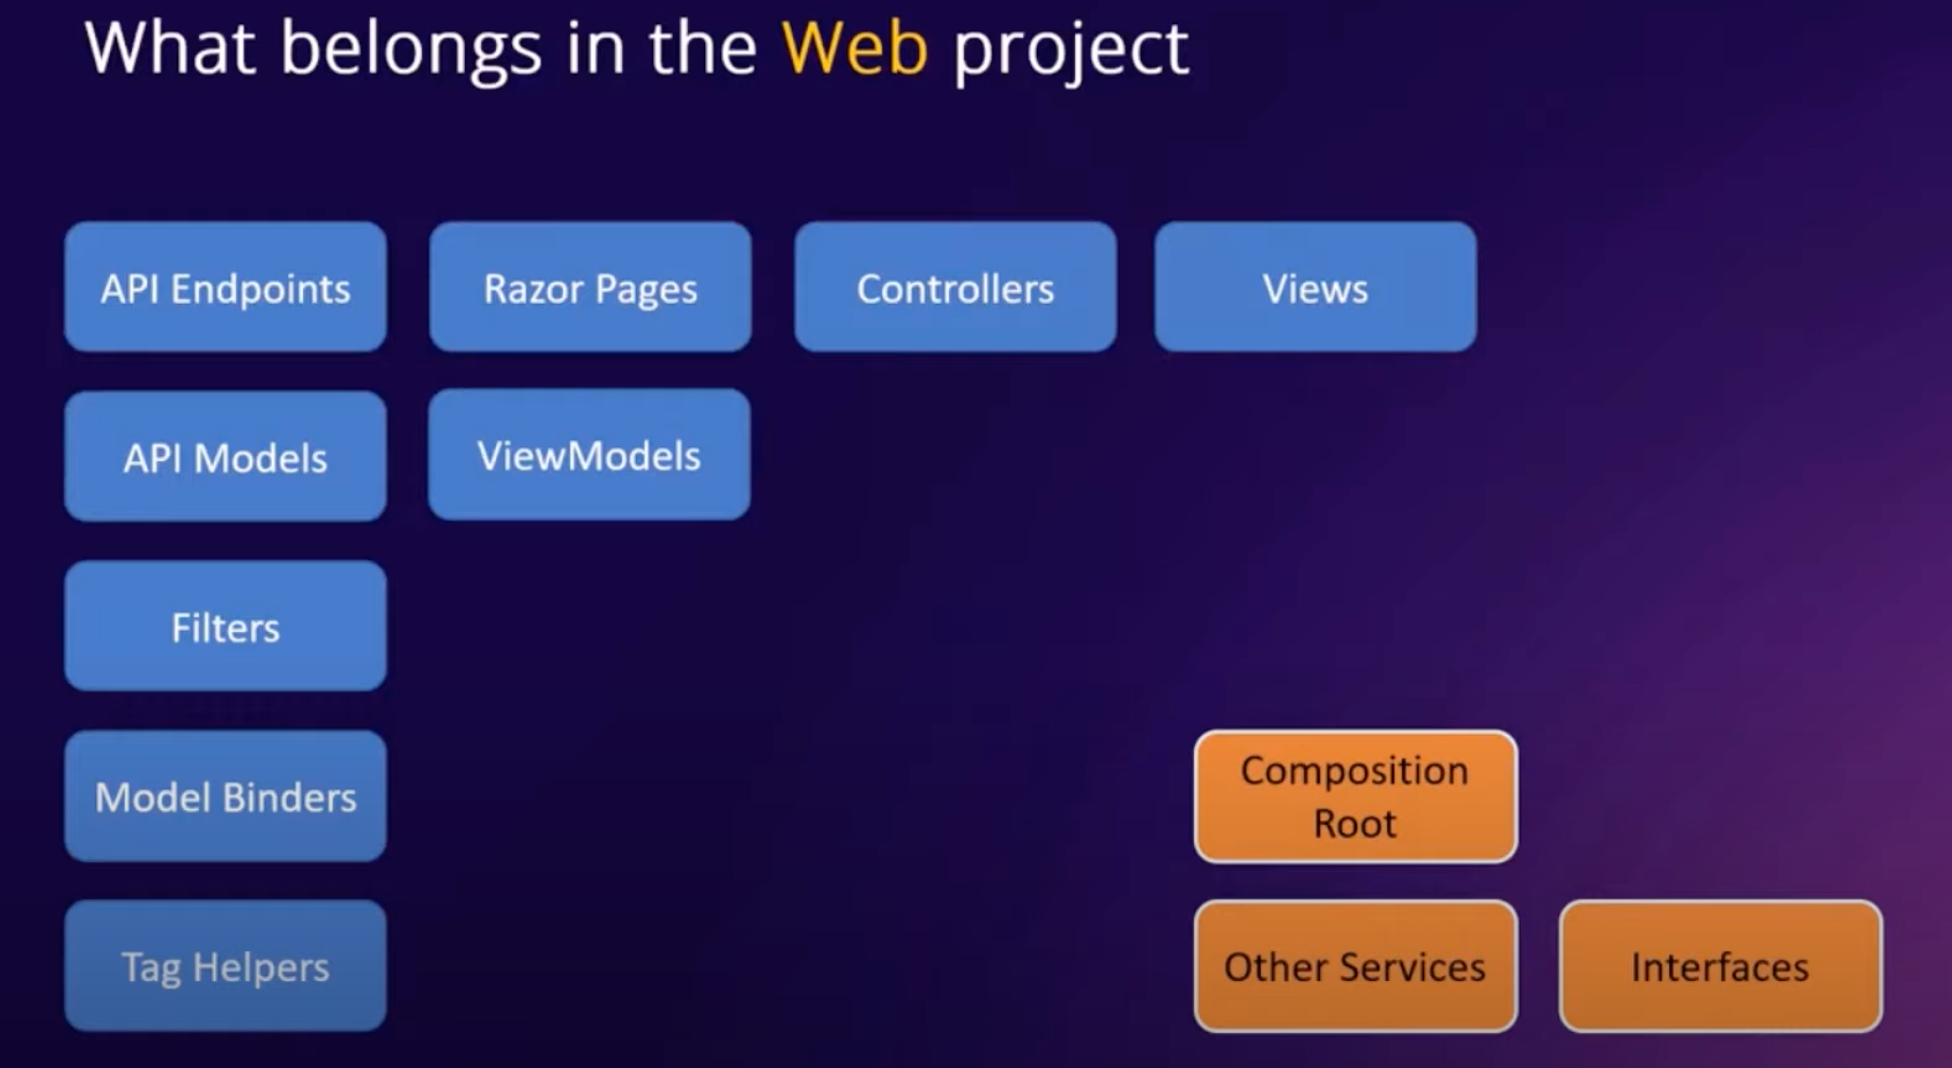 What belongs in the Web project
API Endpoints
Razor Pages
Controllers
Views
API Models
ViewModels
Filters
Model Binders
Composition
Root
Tag Helpers
Other Services
Interfaces